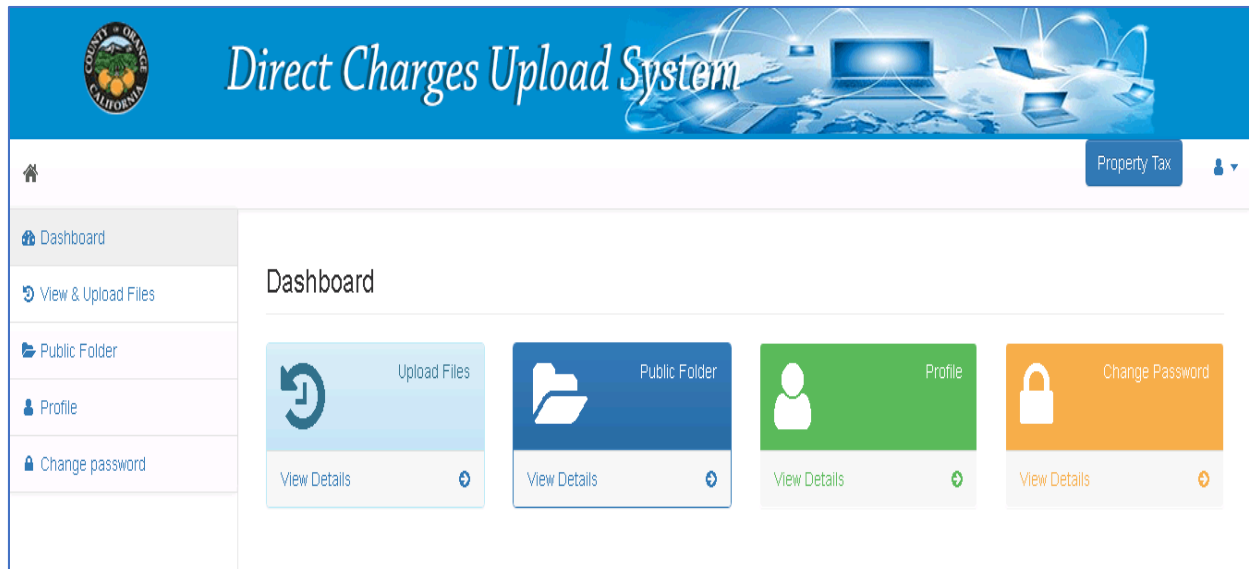 COUNTY OF ORANGE
CALIFORNIA
Direct Charges Upload System
Property Tax
Dashboard
View & Upload Files
Public Folder
Profile
Change password
Dashboard
Upload Files
View Details
Public Folder
View Details
Profile
View Details
Change Password
View Details